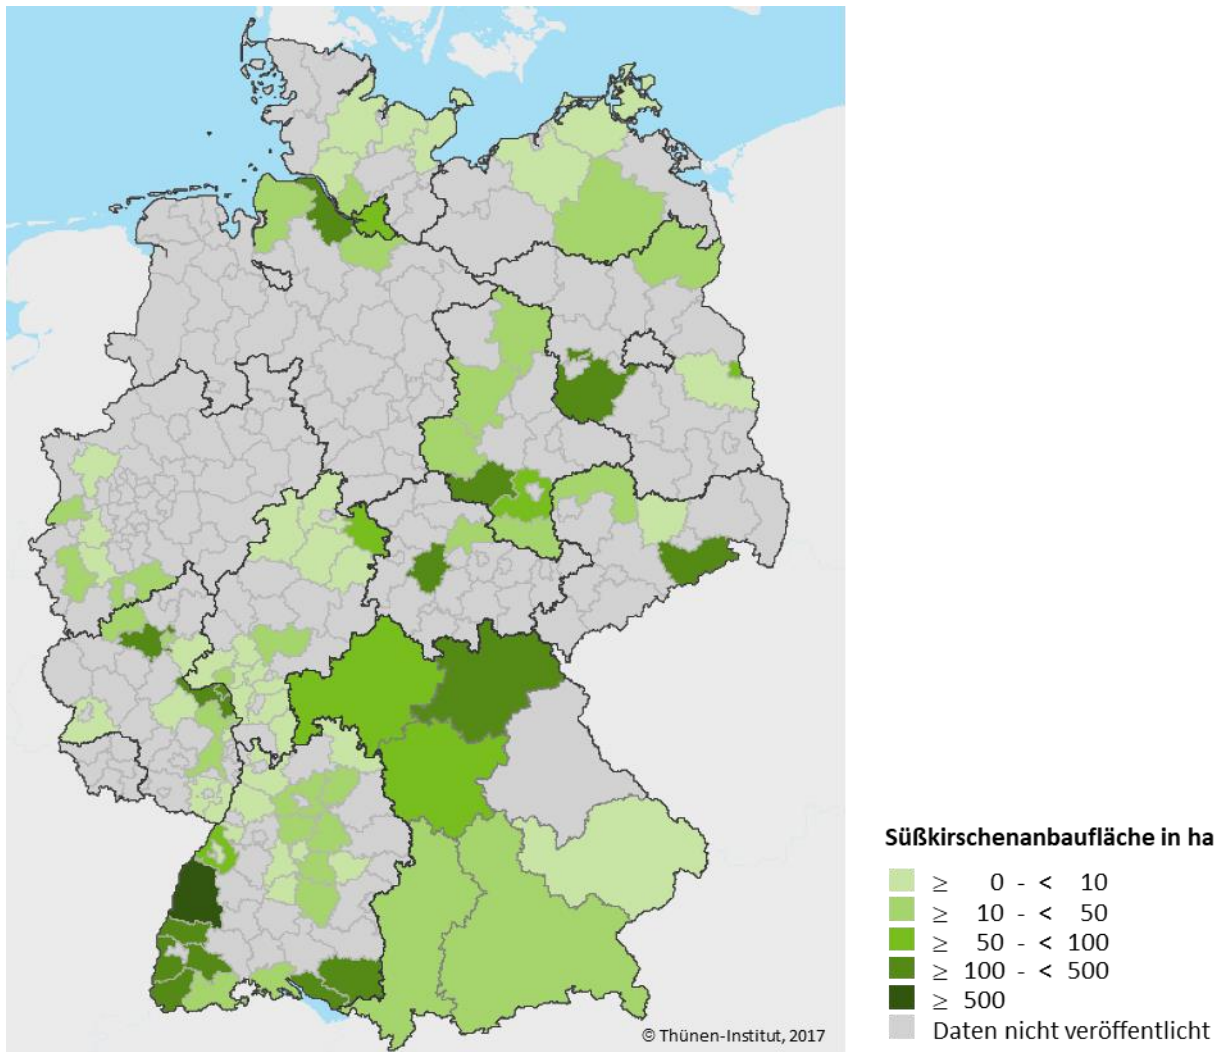 Süßkirschenanbaufläche in ha
≥ 0 - < 10
≥ 10 - < 50
≥ 50 - < 100
≥ 100 - < 500
≥ 500
Daten nicht veröffentlicht
© Thünen-Institut, 2017